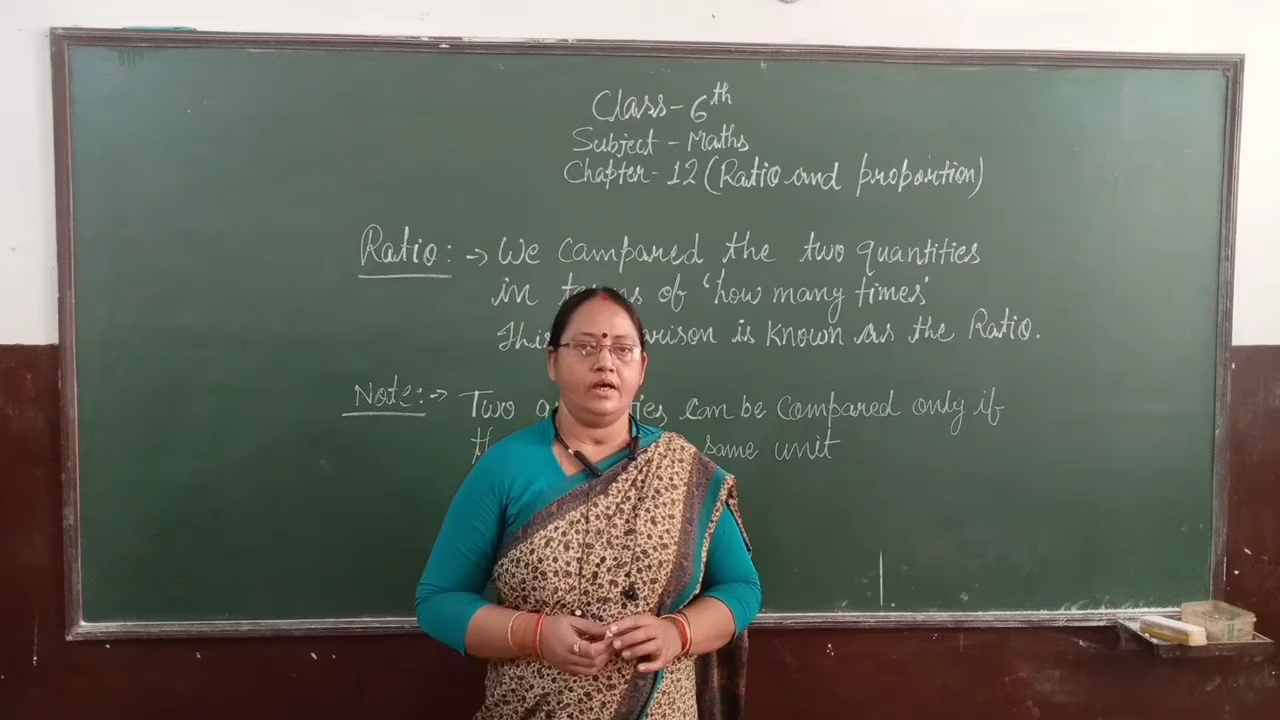 Class-6th
Subject - Maths
Chapter-12 (Ratio and proportion)
Ratio:→ We campared the two quantities
in terms of 'how many times'
This is known as the Ratio.
Note:→ Two can be compared only if
same unit